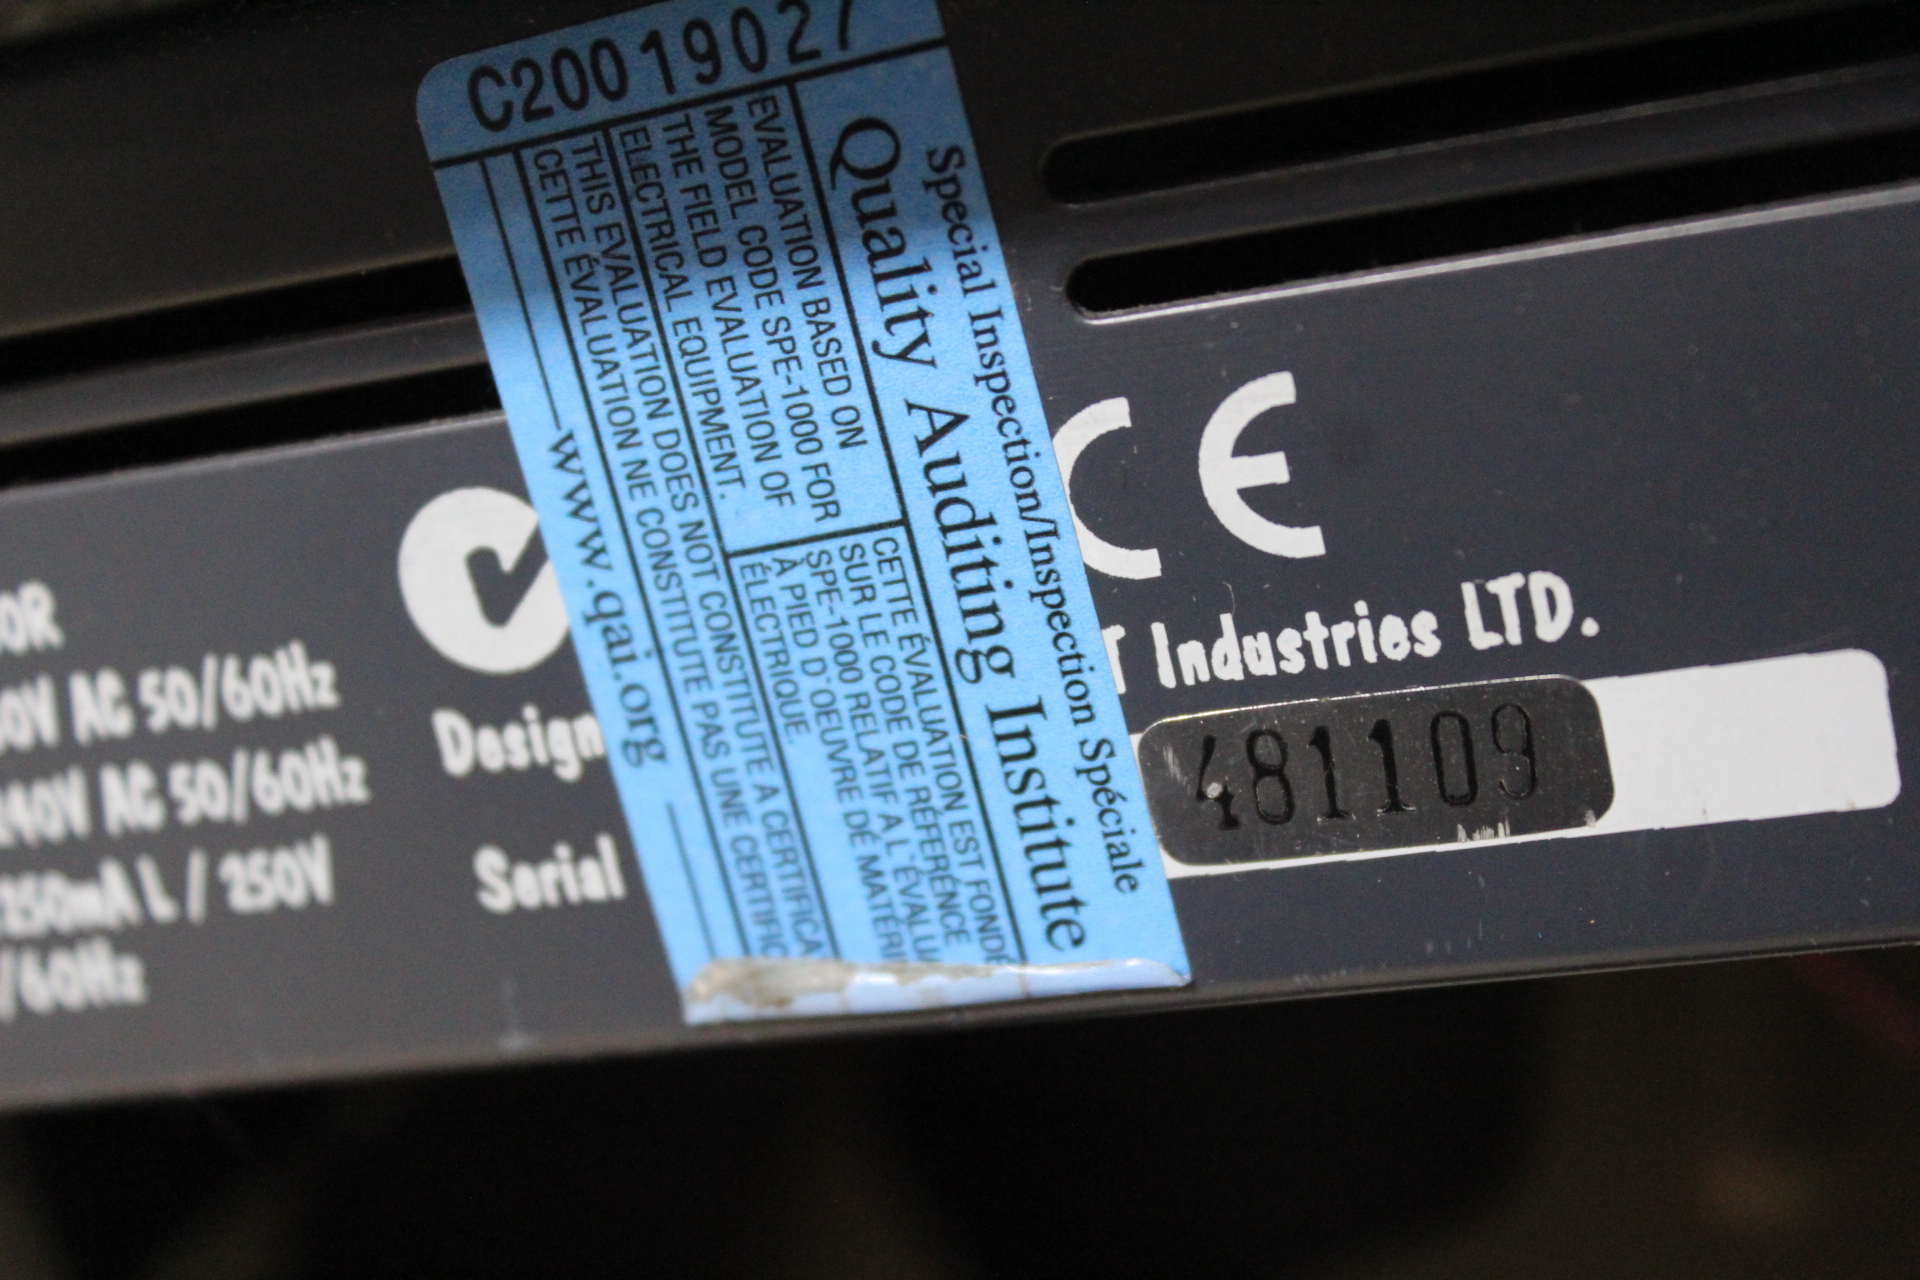 C20019027
Special Inspection/Inspection Spéciale
Quality Auditing Institute
EVALUATION BASED ON
MODEL CODE SPE-1000 FOR
THE FIELD EVALUATION OF
ELECTRICAL EQUIPMENT.
CETTE ÉVALUATION EST FONDÉ
SUR LE CODE DE RÉFÉRENCE
SPE-1000 RELATIF A L'ÉVALUA
À PIED D'OEUVRE DE MATÉRI
ÉLECTRIQUE.
THIS EVALUATION DOES NOT CONSTITUTE A CERTIFICA
CETTE ÉVALUATION NE CONSTITUTE PAS UNE CERTIFIC
www.qai.org
CE
OR
0V AC 50/60Hz
240V AC 50/60Hz
250mA L / 250V
/60Hz
Design
T Industries LTD.
Serial
481109